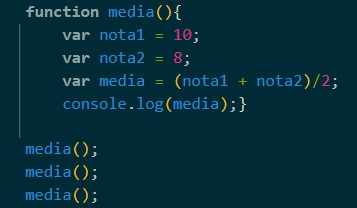 function media(){
    var nota1 = 10;
    var nota2 = 8;
    var media = (nota1 + nota2)/2;
    console.log(media);}
media();
media();
media();